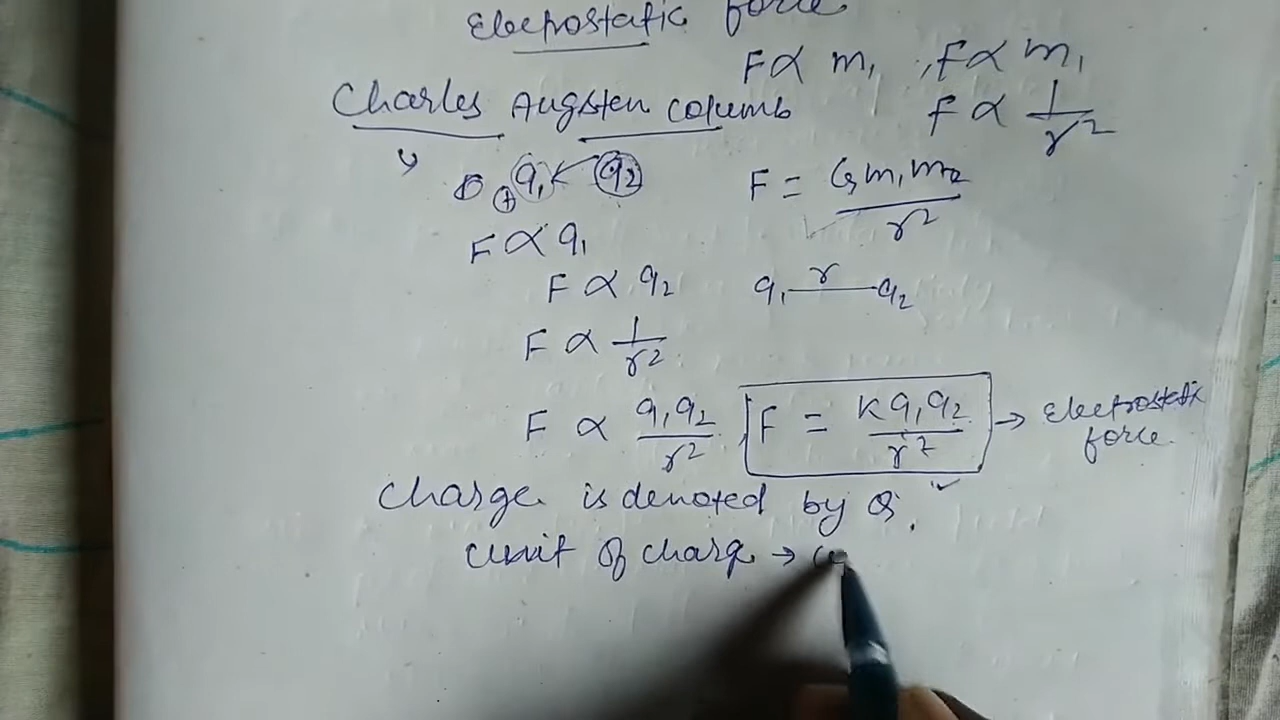 Electrostatic force
F ∝ m₁ , F ∝ m₁
Charles Augsten columb
F ∝ 1/r²
+ q₁ q₂
F = Gm₁m₂/r²
F ∝ q₁
F ∝ q₂
q₁ r q₂
F ∝ 1/r²
F ∝ q₁q₂/r²
F = Kq₁q₂/r² → Electrostatic
force.
Charge is denoted by Q.
Unit of charge →